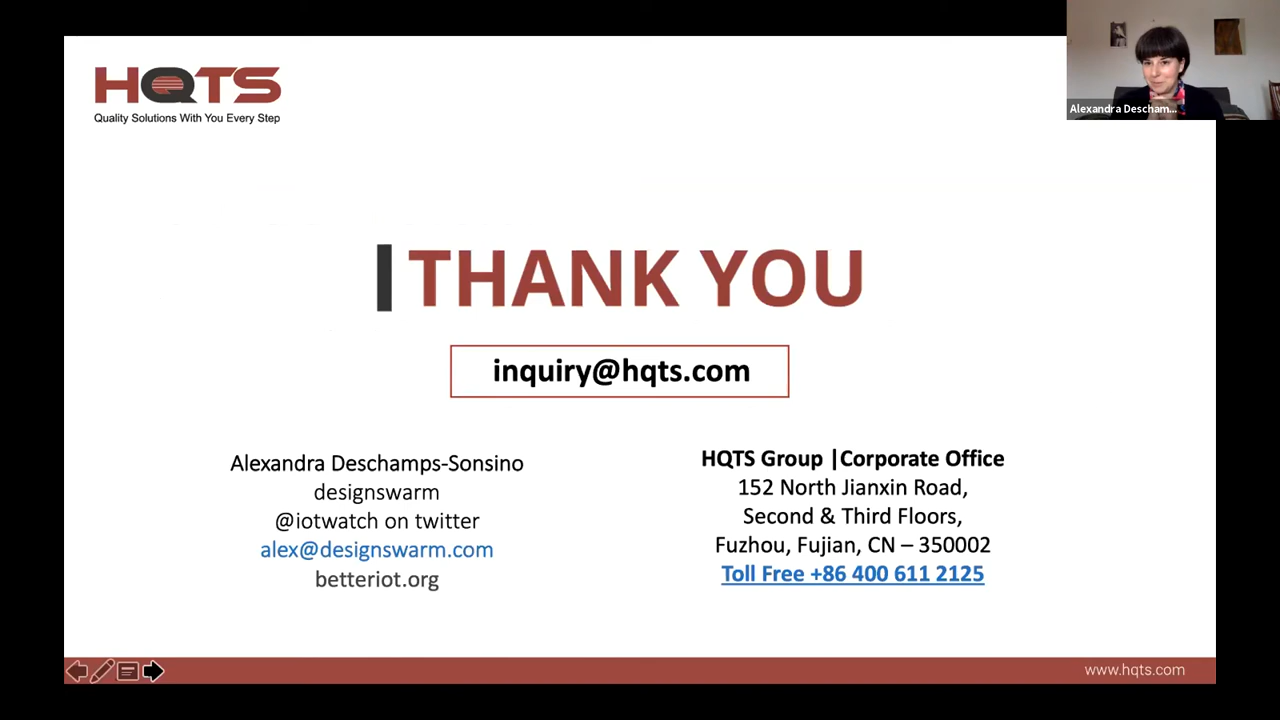 HQTS
Quality Solutions With You Every Step
Alexandra Descham...
THANK YOU
inquiry@hqts.com
Alexandra Deschamps-Sonsino
designswarm
@iotwatch on twitter
alex@designswarm.com
betteriot.org
HQTS Group |Corporate Office
152 North Jianxin Road,
Second & Third Floors,
Fuzhou, Fujian, CN – 350002
Toll Free +86 400 611 2125
www.hqts.com